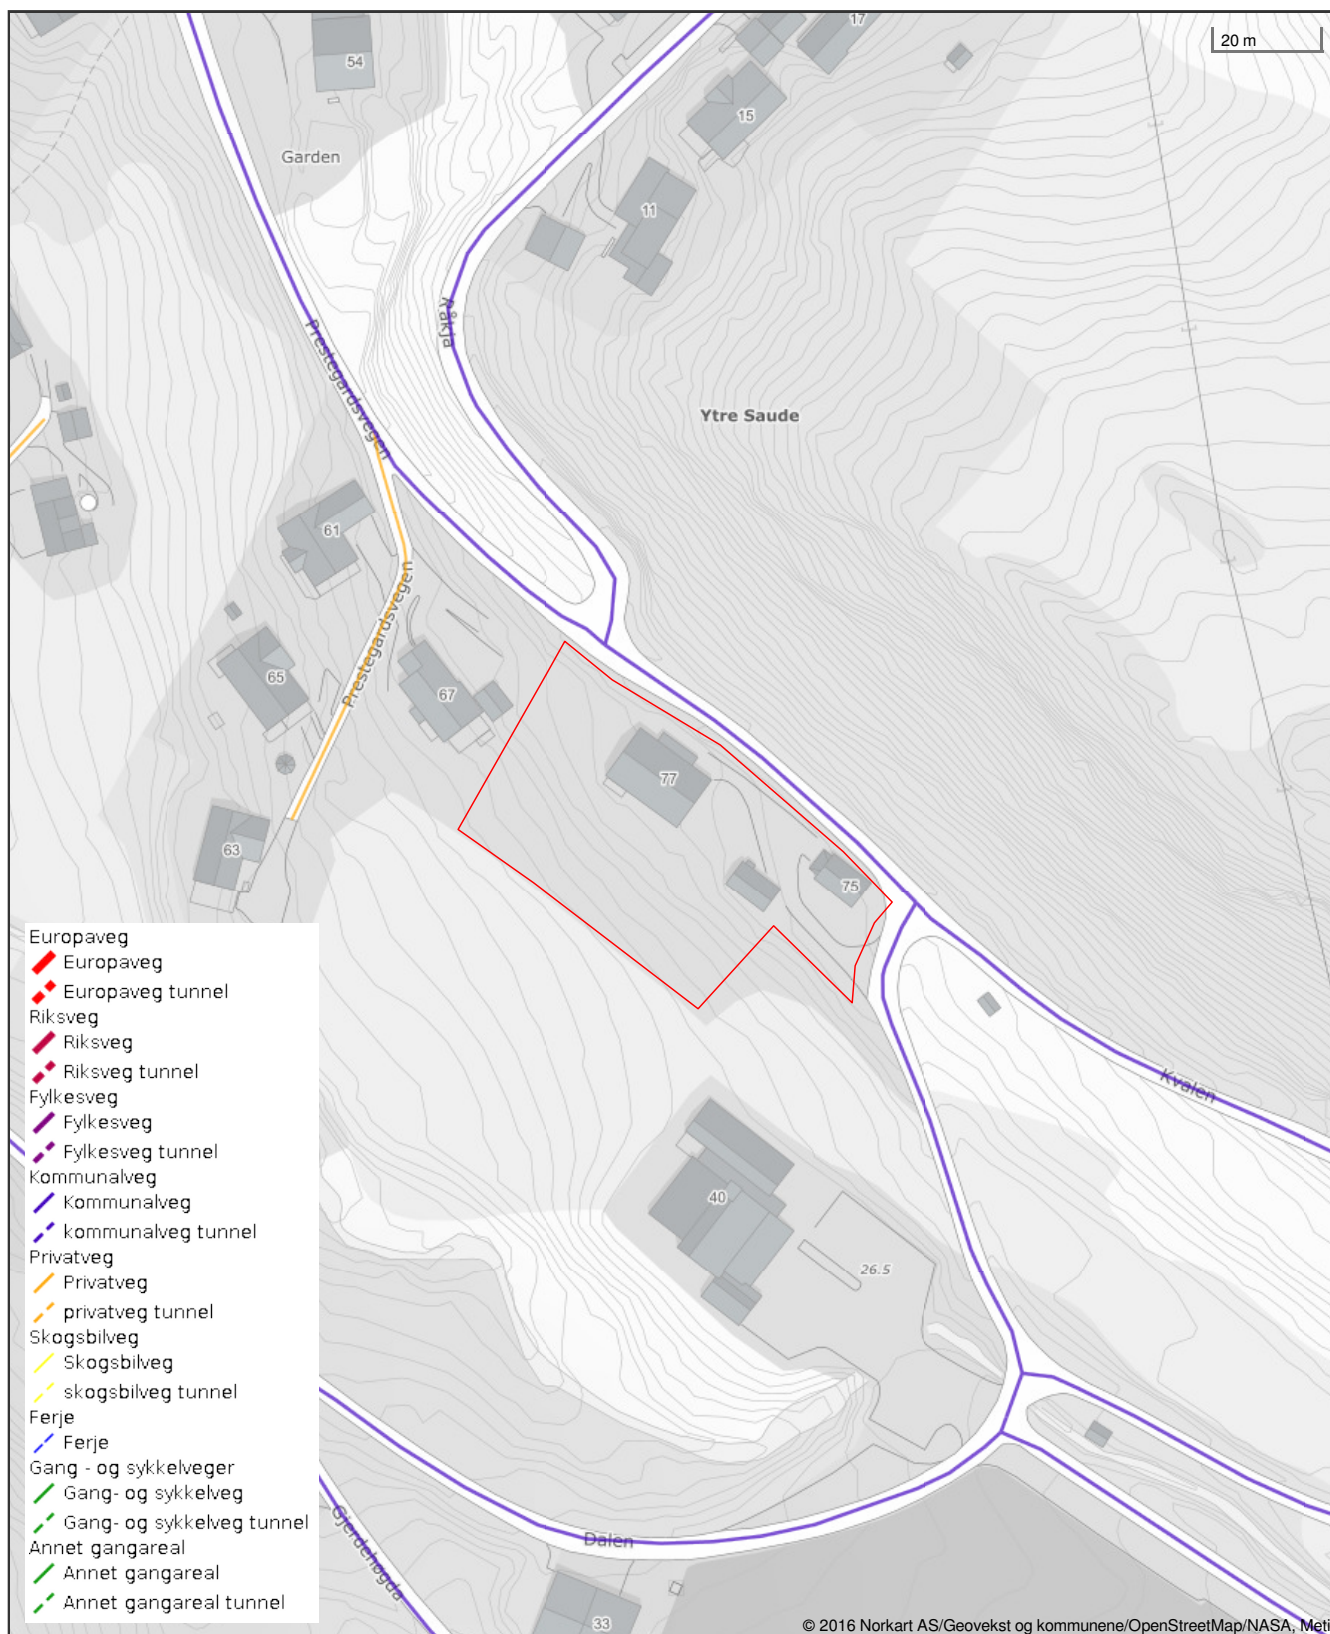 17
20 m
54
15
Garden
11
Råkja
Prestegardsvegen
Ytre Saude
61
Prestegardsvegen
65
67
77
63
75
Europaveg
Europaveg
Europaveg tunnel
Riksveg
Riksveg
Riksveg tunnel
Fylkesveg
Fylkesveg
Fylkesveg tunnel
Kommunalveg
Kommunalveg
kommunalveg tunnel
Privatveg
Privatveg
privatveg tunnel
Skogsbilveg
Skogsbilveg
skogsbilveg tunnel
Ferje
Ferje
Gang - og sykkelveger
Gang- og sykkelveg
Gang- og sykkelveg tunnel
Annet gangareal
Annet gangareal
Annet gangareal tunnel
Kvalen
40
26.5
Dalen
Gjerdehøgda
33
© 2016 Norkart AS/Geovekst og kommunene/OpenStreetMap/NASA, Meti